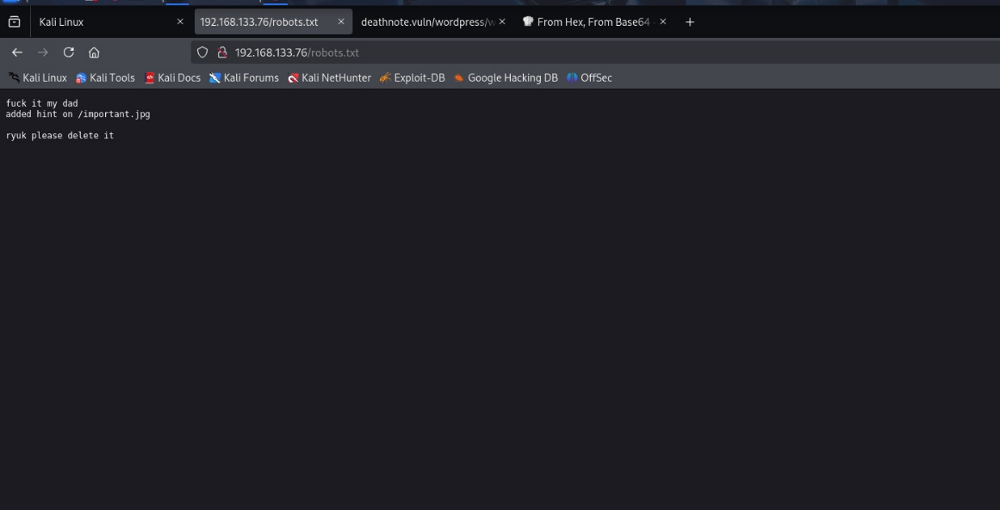 Kali Linux
192.168.133.76/robots.txt
deathnote.vuln/wordpress/w
From Hex, From Base64 -
192.168.133.76/robots.txt
Kali Linux
Kali Tools
Kali Docs
Kali Forums
Kali NetHunter
Exploit-DB
Google Hacking DB
OffSec
fuck it my dad
added hint on /important.jpg
ryuk please delete it